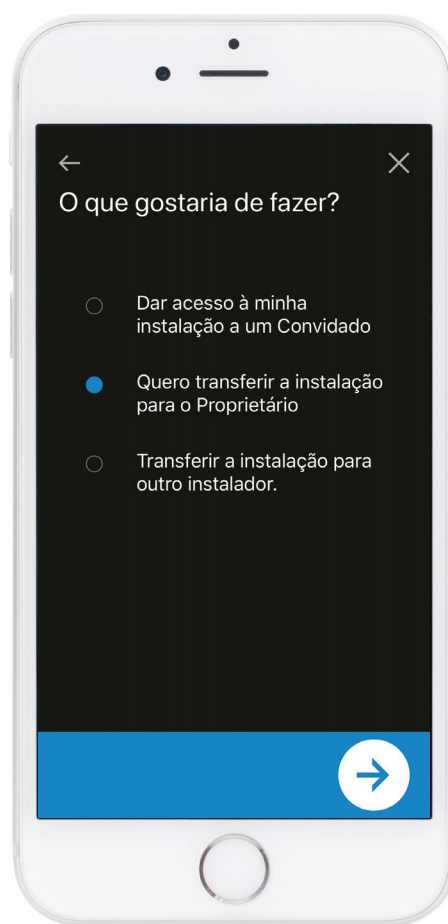 O que gostaria de fazer?
Dar acesso à minha
instalação a um Convidado
Quero transferir a instalação
para o Proprietário
Transferir a instalação para
outro instalador.